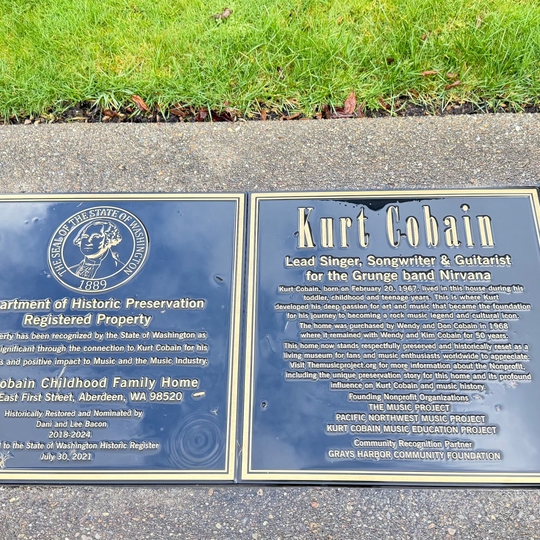 THE SEAL OF THE STATE OF WASHINGTON
1889
artment of Historic Preservation
Registered Property
erty has been recognized by the State of Washington as
ignificant through the connection to Kurt Cobain for his
s and positive impact to Music and the Music Industry.
obain Childhood Family Home
East First Street, Aberdeen, WA 98520
Historically Restored and Nominated by
Dani and Lee Bacon
2018-2024
d to the State of Washington Historic Register
July 30, 2021
Kurt Cobain
Lead Singer, Songwriter & Guitarist
for the Grunge band Nirvana
Kurt Cobain, born on February 20, 1967, lived in this house during his
toddler, childhood and teenage years. This is where Kurt
developed his deep passion for art and music that became the foundation
for his journey to becoming a rock music legend and cultural icon.
The home was purchased by Wendy and Don Cobain in 1968
where it remained with Wendy and Kim Cobain for 50 years.
This home now stands respectfully preserved and historically reset as a
living museum for fans and music enthusiasts worldwide to appreciate.
Visit Themusicproject.org for more information about the Nonprofit,
including the unique preservation story for this home and its profound
influence on Kurt Cobain and music history.
Founding Nonprofit Organizations
THE MUSIC PROJECT
PACIFIC NORTHWEST MUSIC PROJECT
KURT COBAIN MUSIC EDUCATION PROJECT
Community Recognition Partner
GRAYS HARBOR COMMUNITY FOUNDATION